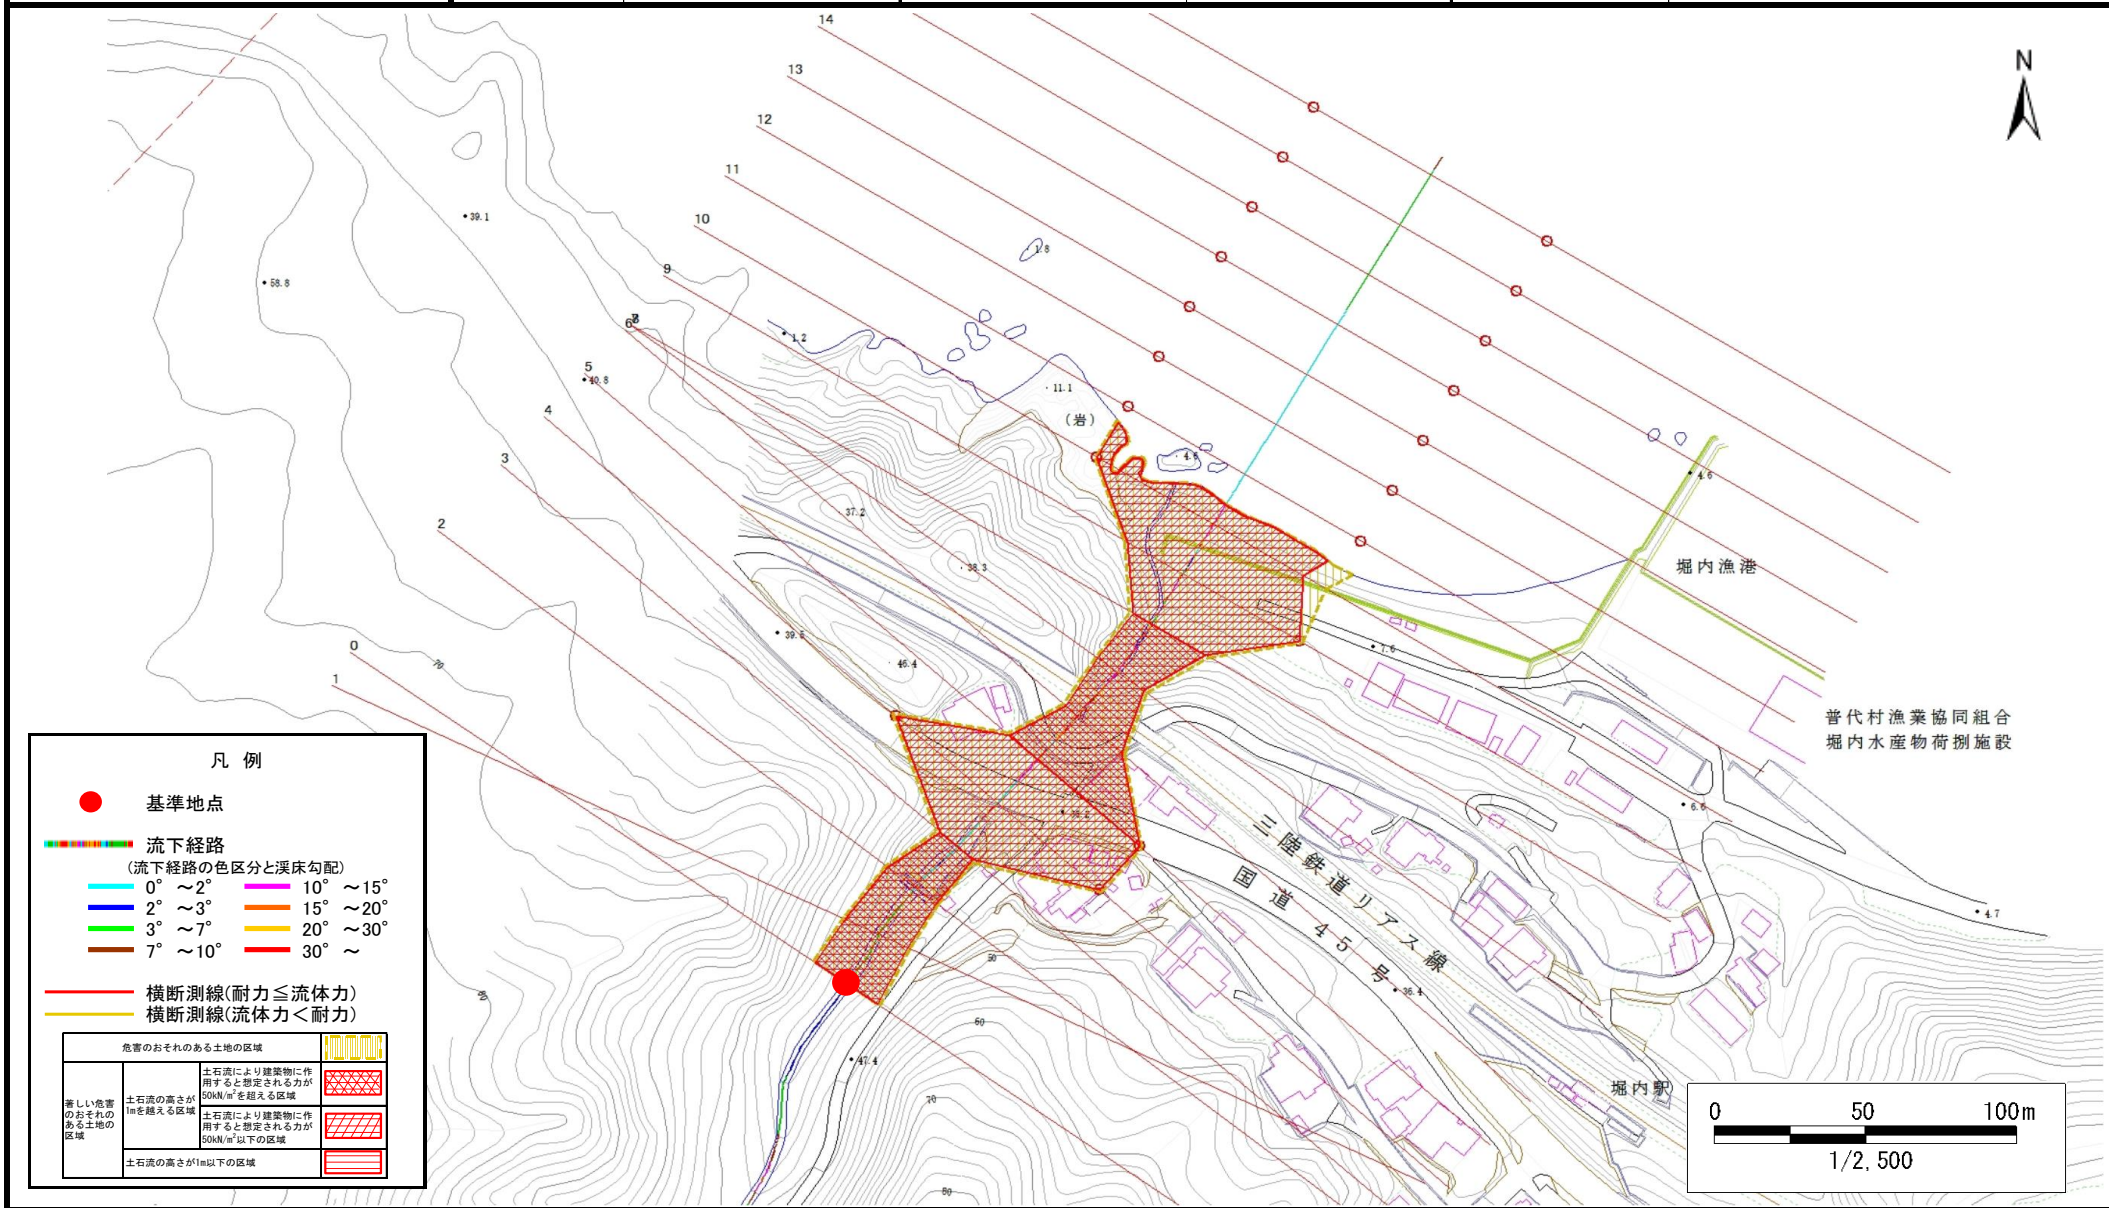 14
13
12
11
10
9
6
5
4
3
2
0
1
N
39.1
58.8
1.8
1.2
40.8
11.1
(岩)
4.6
4.6
37.2
38.3
39.5
46.4
70
堀内漁港
7.6
普代村漁業協同組合
堀内水産物荷捌施設
6.6
4.7
三陸鉄道リアス線
国道45号
36.4
38.2
50
60
47.4
70
80
80
堀内駅
凡 例
基準地点
流下経路
(流下経路の色区分と渓床勾配)
0° ~2° 10° ~15°
2° ~3° 15° ~20°
3° ~7° 20° ~30°
7° ~10° 30° ~
横断測線(耐力≦流体力)
横断測線(流体力<耐力)
危害のおそれのある土地の区域
著しい危害
のおそれの
ある土地の
区域
土石流の高さが
1mを越える区域
土石流により建築物に作
用すると想定される力が
50kN/m²を超える区域
土石流により建築物に作
用すると想定される力が
50kN/m²以下の区域
土石流の高さが1m以下の区域
0 50 100m
1/2,500